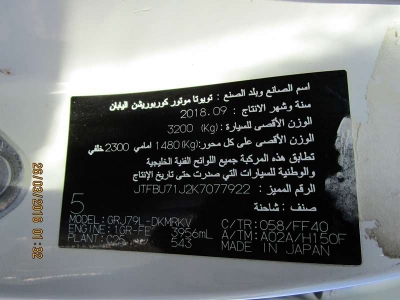 اسم الصانع وبلد الصنع : تويوتا موتور كوربوريشن اليابان
سنة وشهر الانتاج : 2018.09
الوزن الأقصى للسيارة : 3200 (Kg)
الوزن الأقصى على كل محور: 1480(Kg) امامي 2300 خلفي
تطابق هذه المركبة جميع اللوائح الفنية الخليجية
والوطنية للسيارات التي سريت حتى تاريخ الإنتاج
الرقم المميز : JTFBU71J2K7077922
صنف : شاحنة
5
MODEL: GRJ79L-DKMRKV C/TR: 058/FF40
ENGINE: 1GR-FE 3956mL A/TM: A02A/H150F
PLANT: 543 MADE IN JAPAN